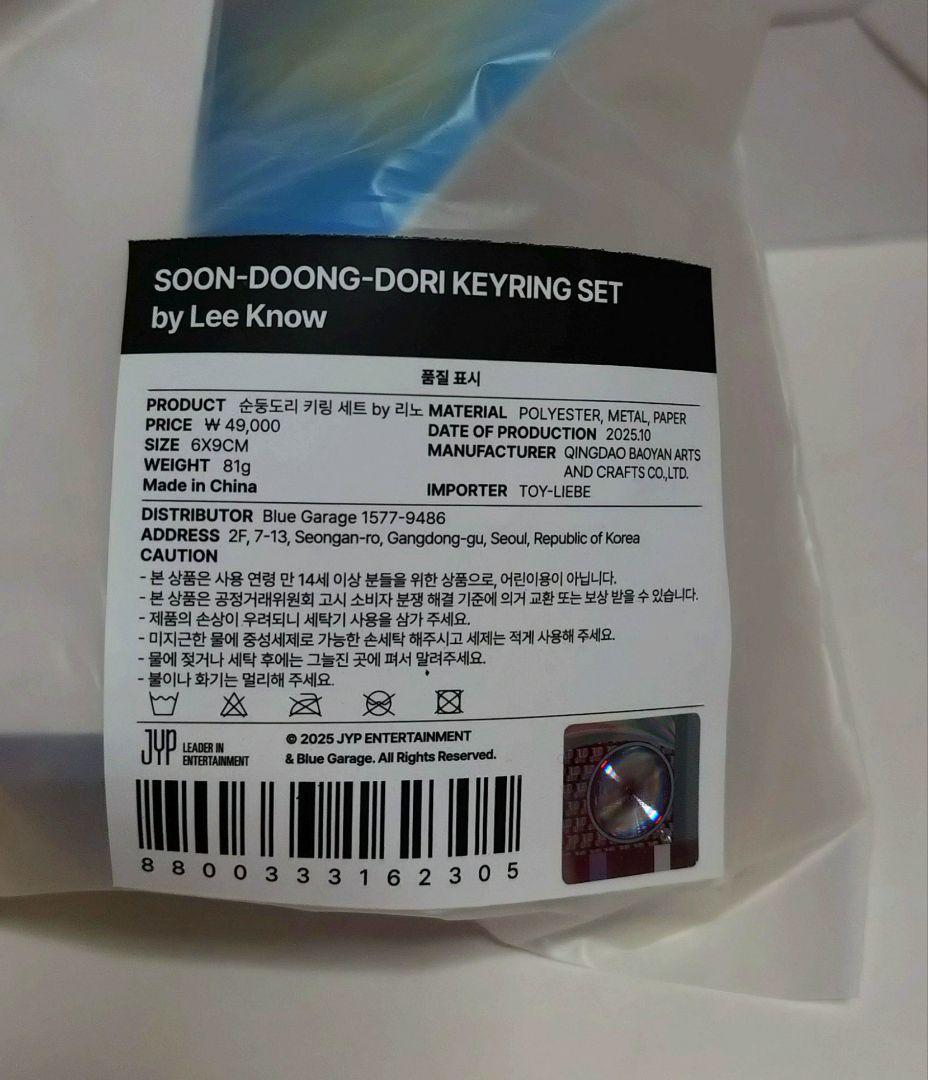 SOON-DOONG-DORI KEYRING SET
by Lee Know
품질 표시
PRODUCT 순둥도리 키링 세트 by 리노
PRICE ₩ 49,000
SIZE 6X9CM
WEIGHT 81g
Made in China
MATERIAL POLYESTER, METAL, PAPER
DATE OF PRODUCTION 2025.10
MANUFACTURER QINGDAO BAOYAN ARTS
AND CRAFTS CO.,LTD.
IMPORTER TOY-LIEBE
DISTRIBUTOR Blue Garage 1577-9486
ADDRESS 2F, 7-13, Seongan-ro, Gangdong-gu, Seoul, Republic of Korea
CAUTION
- 본 상품은 사용 연령 만 14세 이상 분들을 위한 상품으로, 어린이용이 아닙니다.
- 본 상품은 공정거래위원회 고시 소비자 분쟁 해결 기준에 의거 교환 또는 보상 받을 수 있습니다.
- 제품의 손상이 우려되니 세탁기 사용을 삼가 주세요.
- 미지근한 물에 중성세제로 가능한 손세탁 해주시고 세제는 적게 사용해 주세요.
- 물에 젖거나 세탁 후에는 그늘진 곳에 펴서 말려주세요.
- 불이나 화기는 멀리해 주세요.
JYP LEADER IN
ENTERTAINMENT
© 2025 JYP ENTERTAINMENT
& Blue Garage. All Rights Reserved.
8800333162305